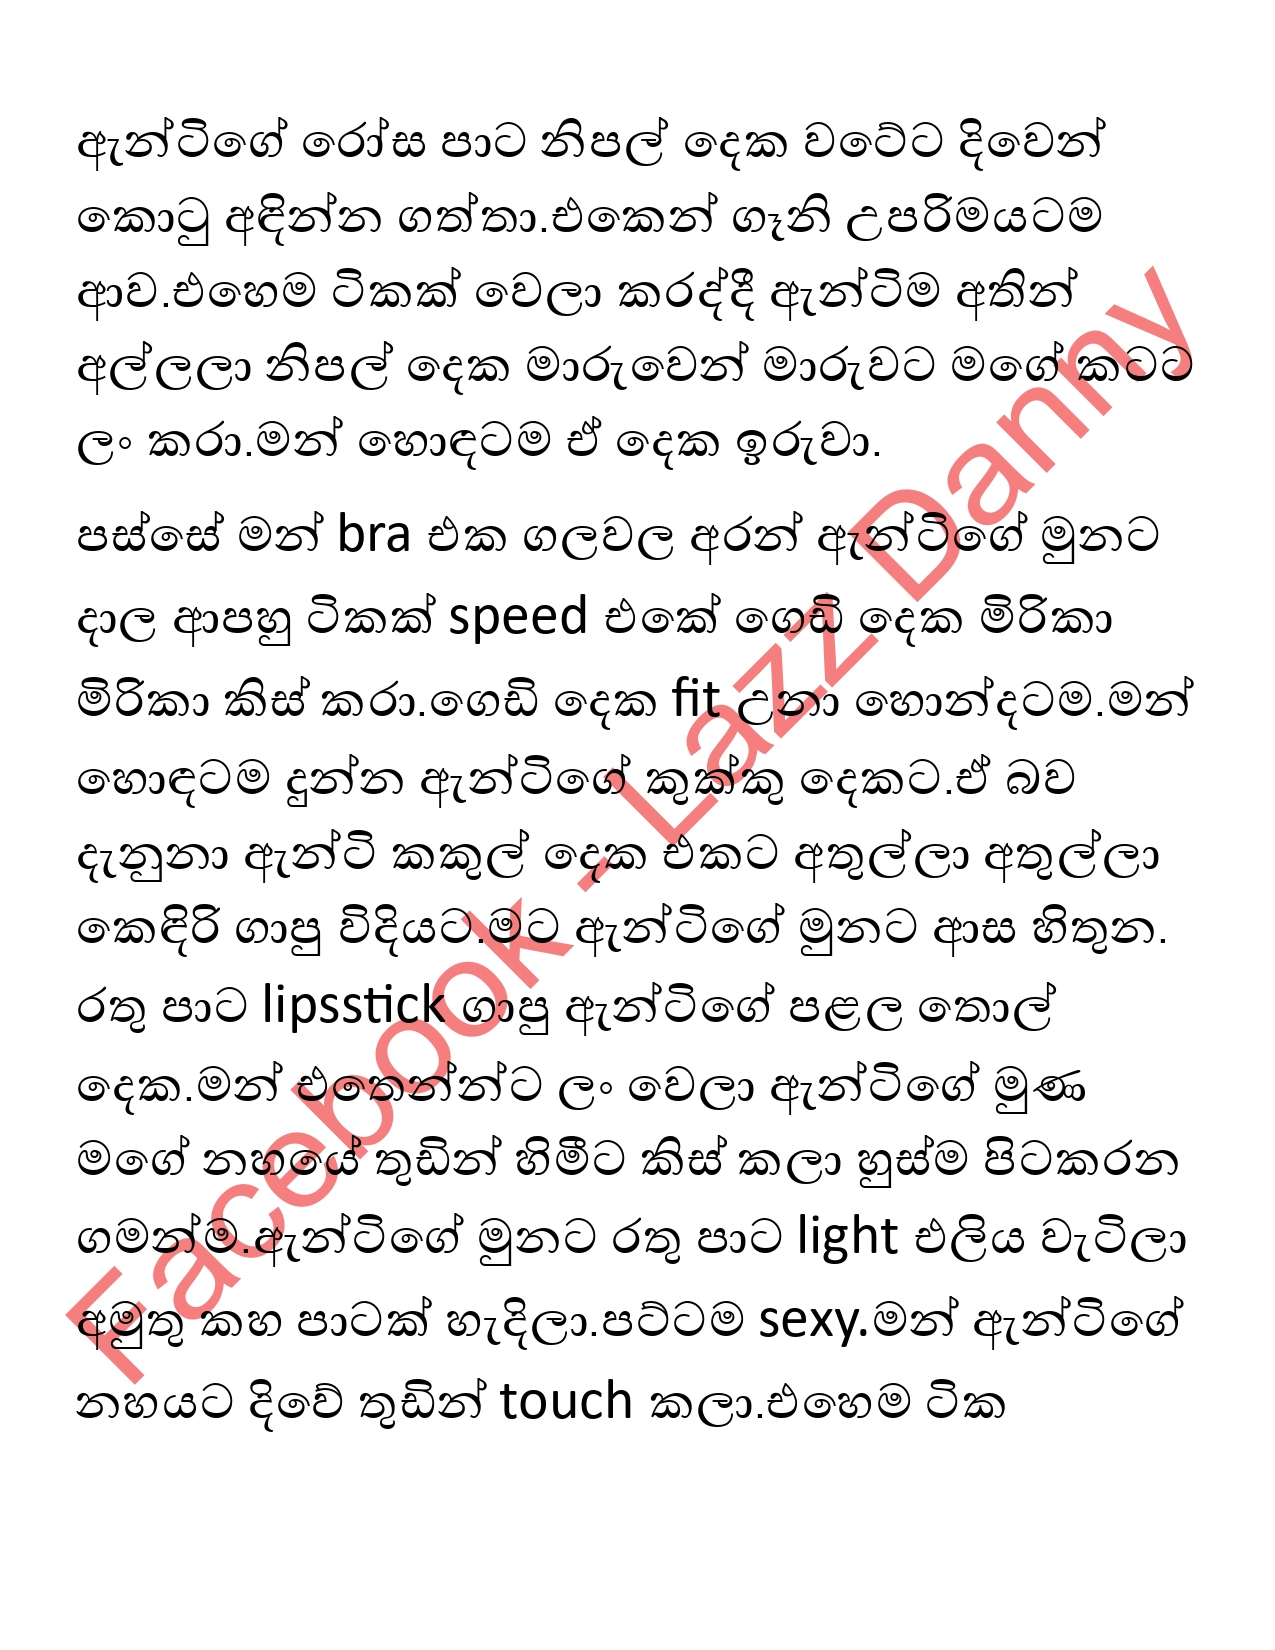 ඇන්ටිගේ රෝස පාට නිපල් දෙක වටේට දිවෙන්
කොටු අඳින්න ගත්තා.එකෙන් ගෑනි උපරිමයටම
ආව.එහෙම ටිකක් වෙලා කරද්දී ඇන්ටිම අතින්
අල්ලලා නිපල් දෙක මාරුවෙන් මාරුවට මගේ කටට
ලං කරා.මන් හොඳටම ඒ දෙක ඉරුවා.
පස්සේ මන් bra එක ගලවල අරන් ඇන්ටිගේ මුනට
දාල ආපහු ටිකක් speed එකේ ගෙඩි දෙක මිරිකා
මිරිකා කිස් කරා.ගෙඩි දෙක fit උනා හොන්දටම.මන්
හොඳටම දුන්න ඇන්ටිගේ කුක්කු දෙකට.ඒ බව
දැනුනා ඇන්ටි කකුල් දෙක එකට අතුල්ලා අතුල්ලා
කෙඳිරි ගාපු විදියට.මට ඇන්ටිගේ මුනට ආස හිතුන.
රතු පාට lipsstick ගාපු ඇන්ටිගේ පළල තොල්
දෙක.මන් එතෙන්න්ට ලං වෙලා ඇන්ටිගේ මුණ
මගේ නහයේ තුඩින් හිමීට කිස් කලා හුස්ම පිටකරන
ගමන්ම.ඇන්ටිගේ මුනට රතු පාට light එලිය වැටිලා
අමුතු කහ පාටක් හැදිලා.පට්ටම sexy.මන් ඇන්ටිගේ
නහයට දිවේ තුඩින් touch කලා.එහෙම ටික
Facebook - Lazz Danny